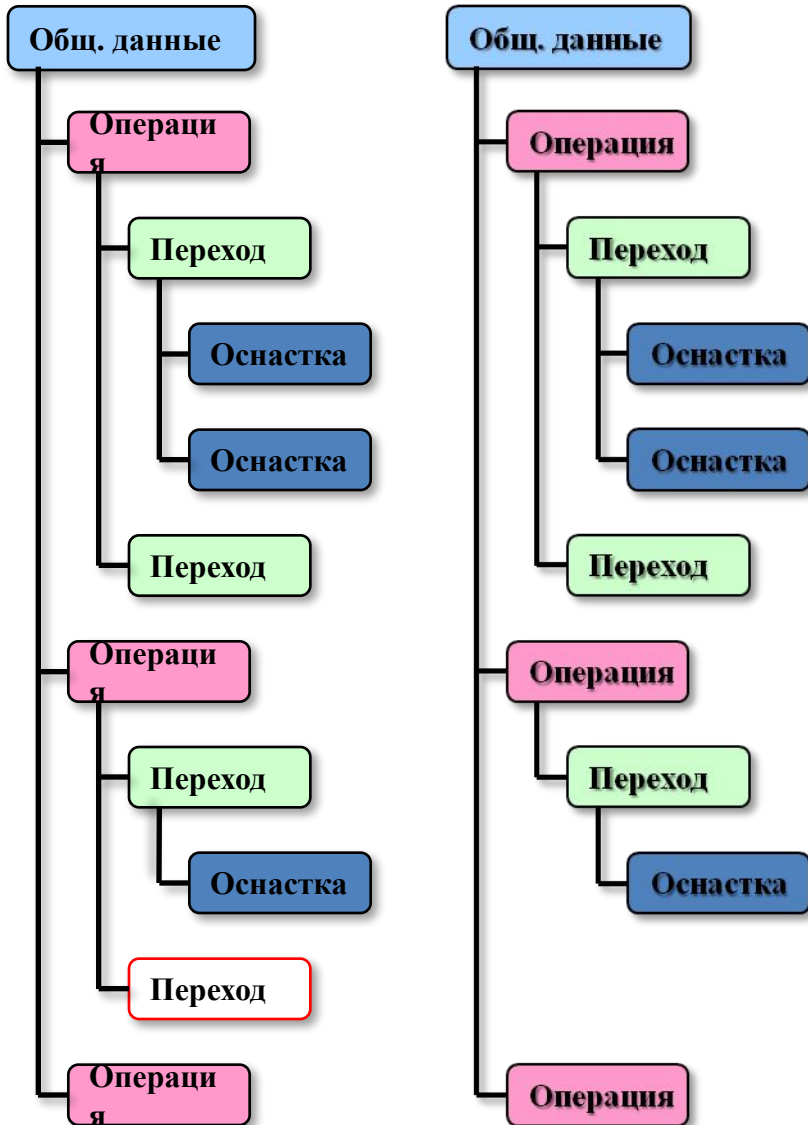 Общ. данные
Операци
я
Переход
Оснастка
Оснастка
Переход
Операци
я
Переход
Оснастка
Переход
Операци
я
Общ. данные
Операция
Переход
Оснастка
Оснастка
Переход
Операция
Переход
Оснастка
Операция